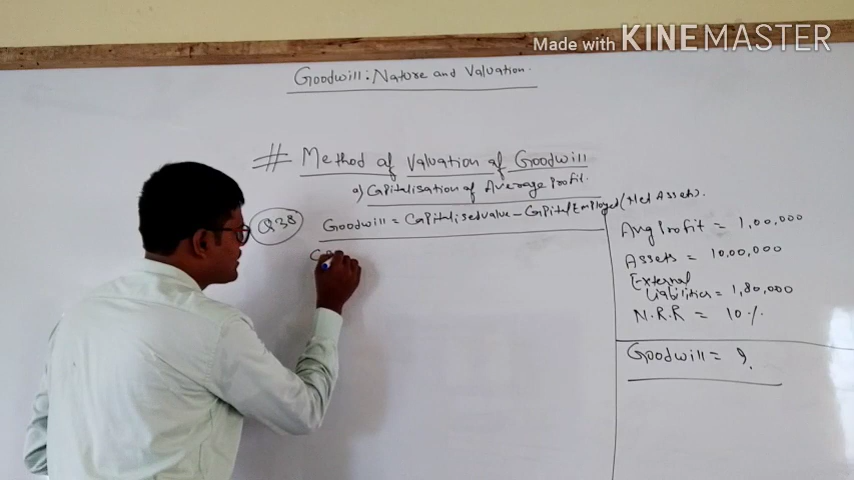 Made with KINEMASTER
Goodwill: Nature and Valuation.
# Method of Valuation of Goodwill
a) Capitalisation of Average Profit.
Q38 Goodwill = Capitalised value - Capital Employed (Net Assets).
Ca
Avg Profit = 1,00,000
Assets = 10,00,000
External
Liabilities = 1,80,000
N.R.R = 10%
Goodwill = ?